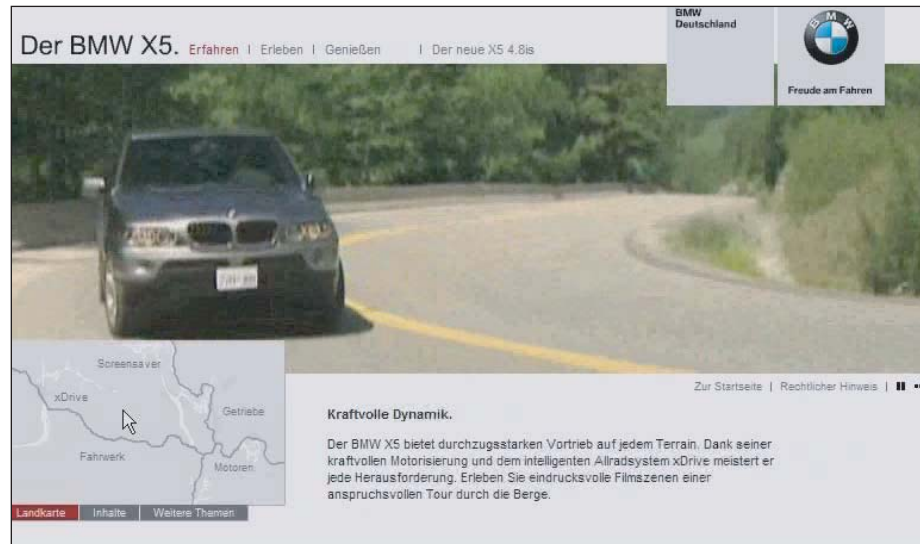 Der BMW X5. Erfahren | Erleben | Genießen | Der neue X5 4.8is
BMW
Deutschland
BMW
Freude am Fahren
Screensaver
xDrive
Getriebe
Fahrwerk
Motoren
Landkarte Inhalte Weitere Themen
Zur Startseite | Rechtlicher Hinweis |
Kraftvolle Dynamik.
Der BMW X5 bietet durchzugsstarken Vortrieb auf jedem Terrain. Dank seiner
kraftvollen Motorisierung und dem intelligenten Allradsystem xDrive meistert er
jede Herausforderung. Erleben Sie eindrucksvolle Filmszenen einer
anspruchsvollen Tour durch die Berge.